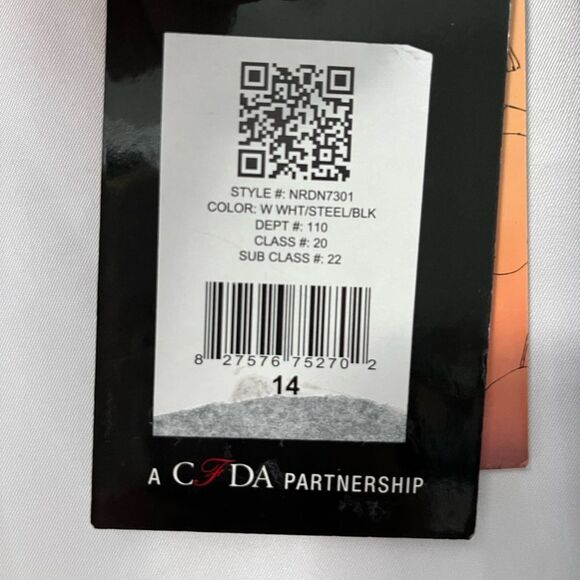 STYLE #: NRDN7301
COLOR: W WHT/STEEL/BLK
DEPT #: 110
CLASS #: 20
SUB CLASS #: 22
8 27576 75270 2
14
A CFDA PARTNERSHIP